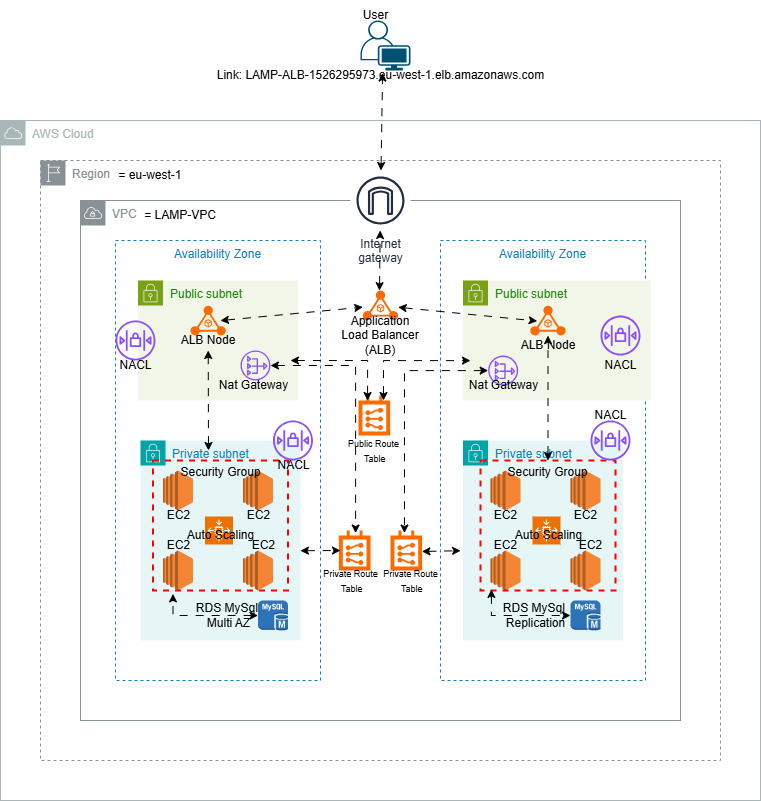 User
Link: LAMP-ALB-1526295973.eu-west-1.elb.amazonaws.com
AWS Cloud
Region = eu-west-1
VPC = LAMP-VPC
Internet
gateway
Availability Zone
Public subnet
ALB Node
NACL
Nat Gateway
Application
Load Balancer
(ALB)
Availability Zone
Public subnet
ALB Node
NACL
Nat Gateway
Public Route
Table
Private subnet
NACL
Security Group
EC2
EC2
Auto Scaling
EC2
EC2
RDS MySql
Multi AZ
MySQL
M
Private Route
Table
Private Route
Table
NACL
Private subnet
Security Group
EC2
EC2
Auto Scaling
EC2
EC2
RDS MySql
Replication
MySQL
M